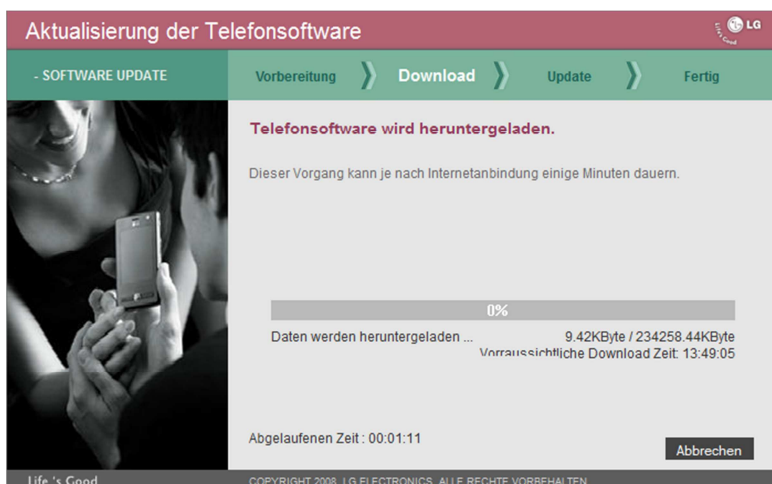 Aktualisierung der Telefonsoftware
Life's Good
LG
- SOFTWARE UPDATE
Vorbereitung
Download
Update
Fertig
Telefonsoftware wird heruntergeladen.
Dieser Vorgang kann je nach Internetanbindung einige Minuten dauern.
0%
Daten werden heruntergeladen ... 9.42KByte / 234258.44KByte
Vorraussichtliche Download Zeit: 13:49:05
Abgelaufenen Zeit : 00:01:11
Abbrechen
Life 's Good
COPYRIGHT 2008 LG ELECTRONICS. ALLE RECHTE VORBEHALTEN